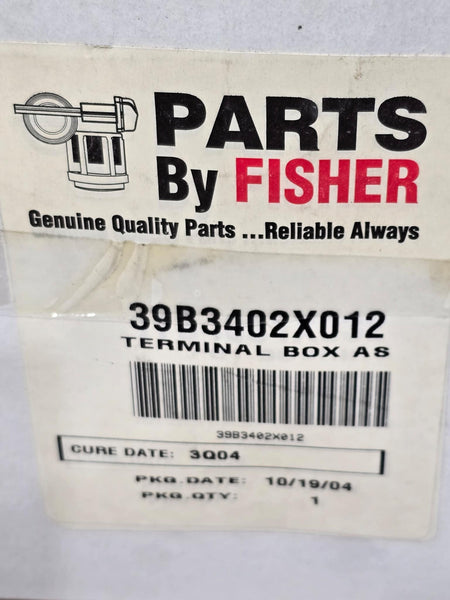 PARTS
By FISHER
Genuine Quality Parts ...Reliable Always
39B3402X012
TERMINAL BOX AS
39B3402X012
CURE DATE: 3Q04
PKG.DATE: 10/19/04
PKG.QTY: 1